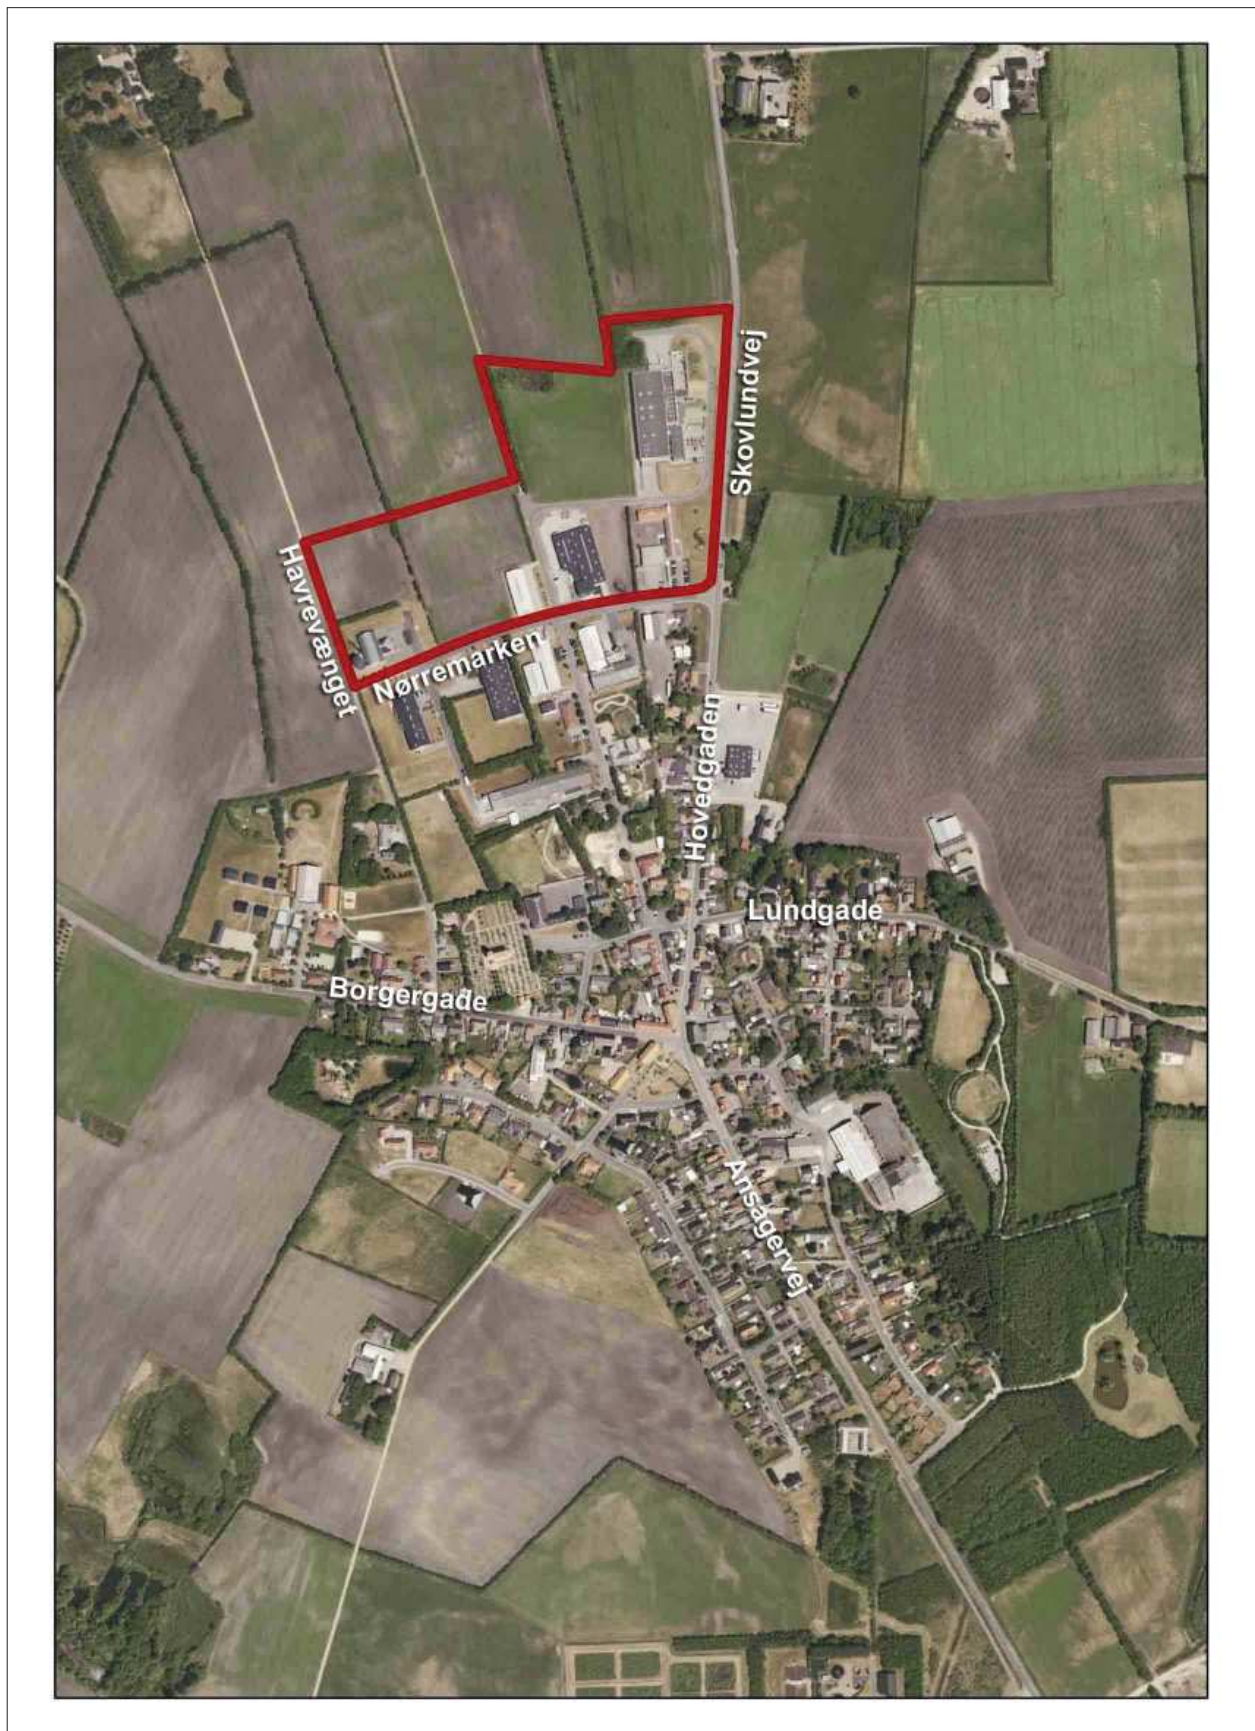 Skovlundvej
Havrevænget
Nørremarken
Hovedgaden
Lundgade
Borgergade
Ansagervej